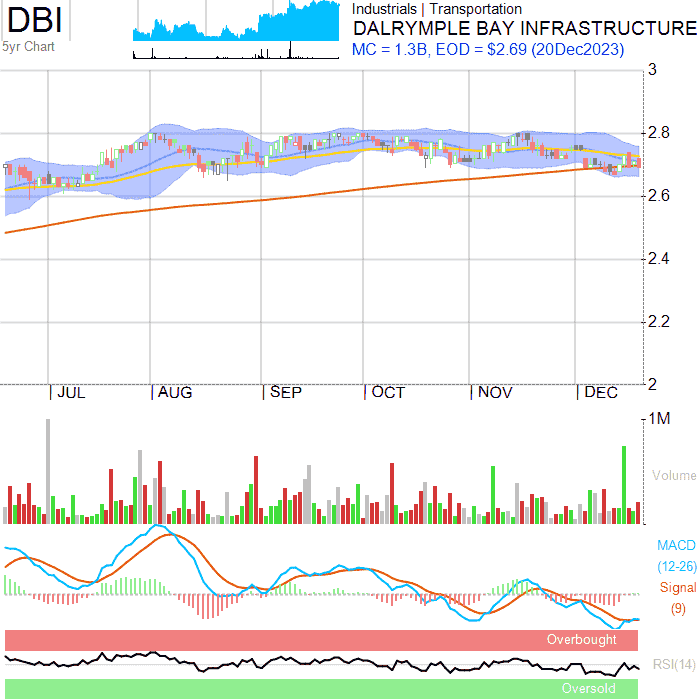 DBI
5yr Chart
Industrials | Transportation
DALRYMPLE BAY INFRASTRUCTURE
MC = 1.3B, EOD = $2.69 (20Dec2023)
3
2.8
2.6
2.4
2.2
2
JUL AUG SEP OCT NOV DEC
1M
Volume
MACD
(12-26)
Signal
(9)
Overbought
RSI(14)
Oversold